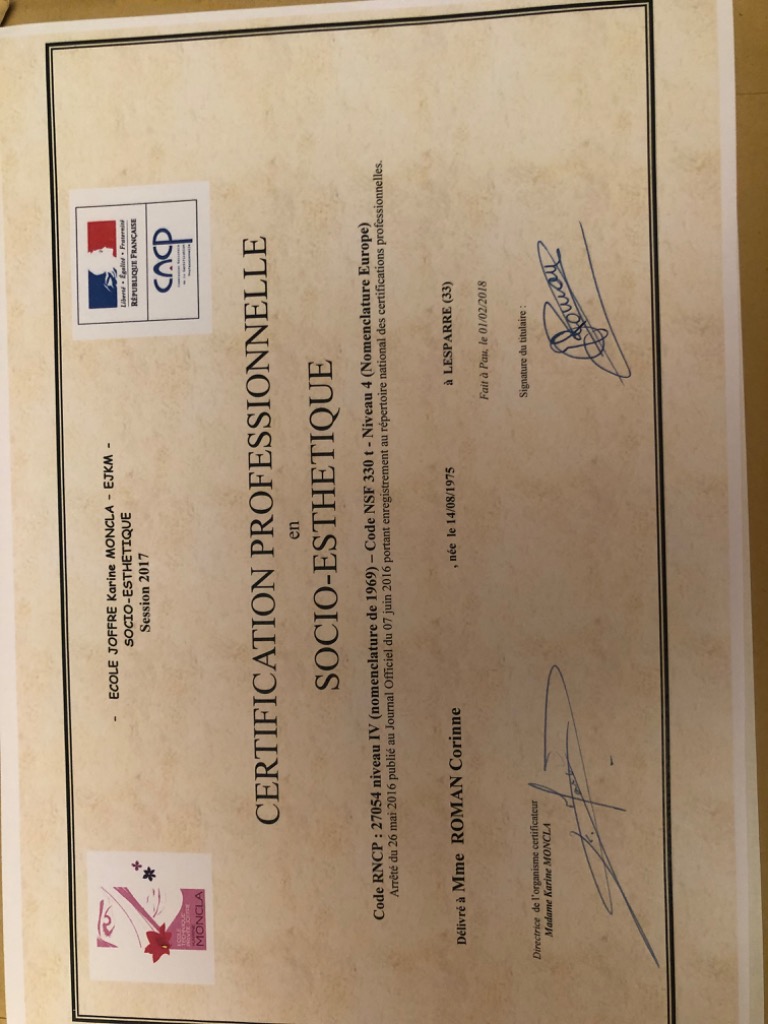 - ECOLE JOFFRE Karine MONCLA – EJKM -
SOCIO-ESTHETIQUE
Session 2017
MONCLA
Liberté • Égalité • Fraternité
RÉPUBLIQUE FRANÇAISE
CNCP
CERTIFICATION PROFESSIONNELLE
en
SOCIO-ESTHETIQUE
Code RNCP : 27054 niveau IV (nomenclature de 1969) – Code NSF 330 t - Niveau 4 (Nomenclature Europe)
Arrêté du 26 mai 2016 publié au Journal Officiel du 07 juin 2016 portant enregistrement au répertoire national des certifications professionnelles.
Délivré à Mme ROMAN Corinne , née le 14/08/1975 à LESPARRE (33)
Fait à Pau, le 01/02/2018
Directrice de l'organisme certificateur
Madame Karine MONCLA
Signature du titulaire :
Roman